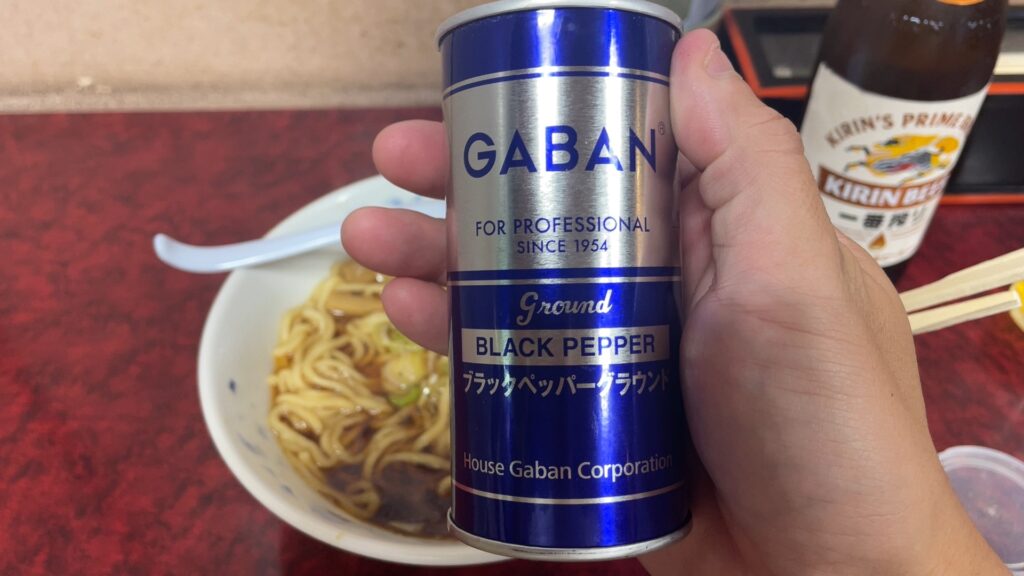 GABAN®
FOR PROFESSIONAL
SINCE 1954
Ground
BLACK PEPPER
ブラックペッパーグラウンド
House Gaban Corporation
KIRIN'S PRIME
KIRIN BEER
一番搾り